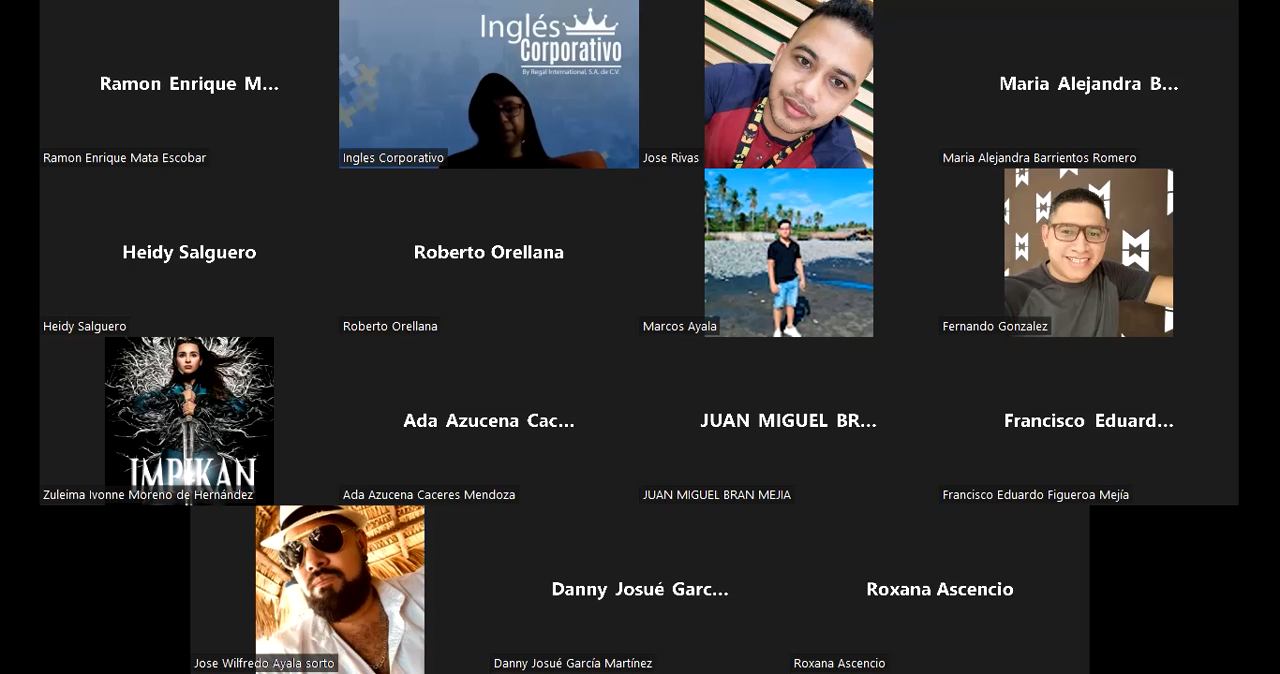 Ramon Enrique M...
Ramon Enrique Mata Escobar
Inglés
Corporativo
By Regal International, S.A. de C.V.
Ingles Corporativo
Jose Rivas
Maria Alejandra B...
Maria Alejandra Barrientos Romero
Heidy Salguero
Heidy Salguero
Roberto Orellana
Roberto Orellana
Marcos Ayala
Fernando Gonzalez
IMPIKAN
Zuleima Ivonne Moreno de Hernández
Ada Azucena Cac...
Ada Azucena Caceres Mendoza
JUAN MIGUEL BR...
JUAN MIGUEL BRAN MEJIA
Francisco Eduard...
Francisco Eduardo Figueroa Mejía
Jose Wilfredo Ayala sorto
Danny Josué Garc...
Danny Josué García Martínez
Roxana Ascencio
Roxana Ascencio